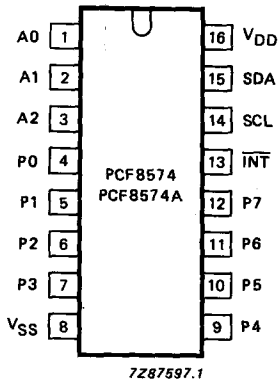 A0 1 16 VDD
A1 2 15 SDA
A2 3 14 SCL
P0 4 13 INT
PCF8574
PCF8574A
P1 5 12 P7
P2 6 11 P6
P3 7 10 P5
VSS 8 9 P4
7Z87597.1